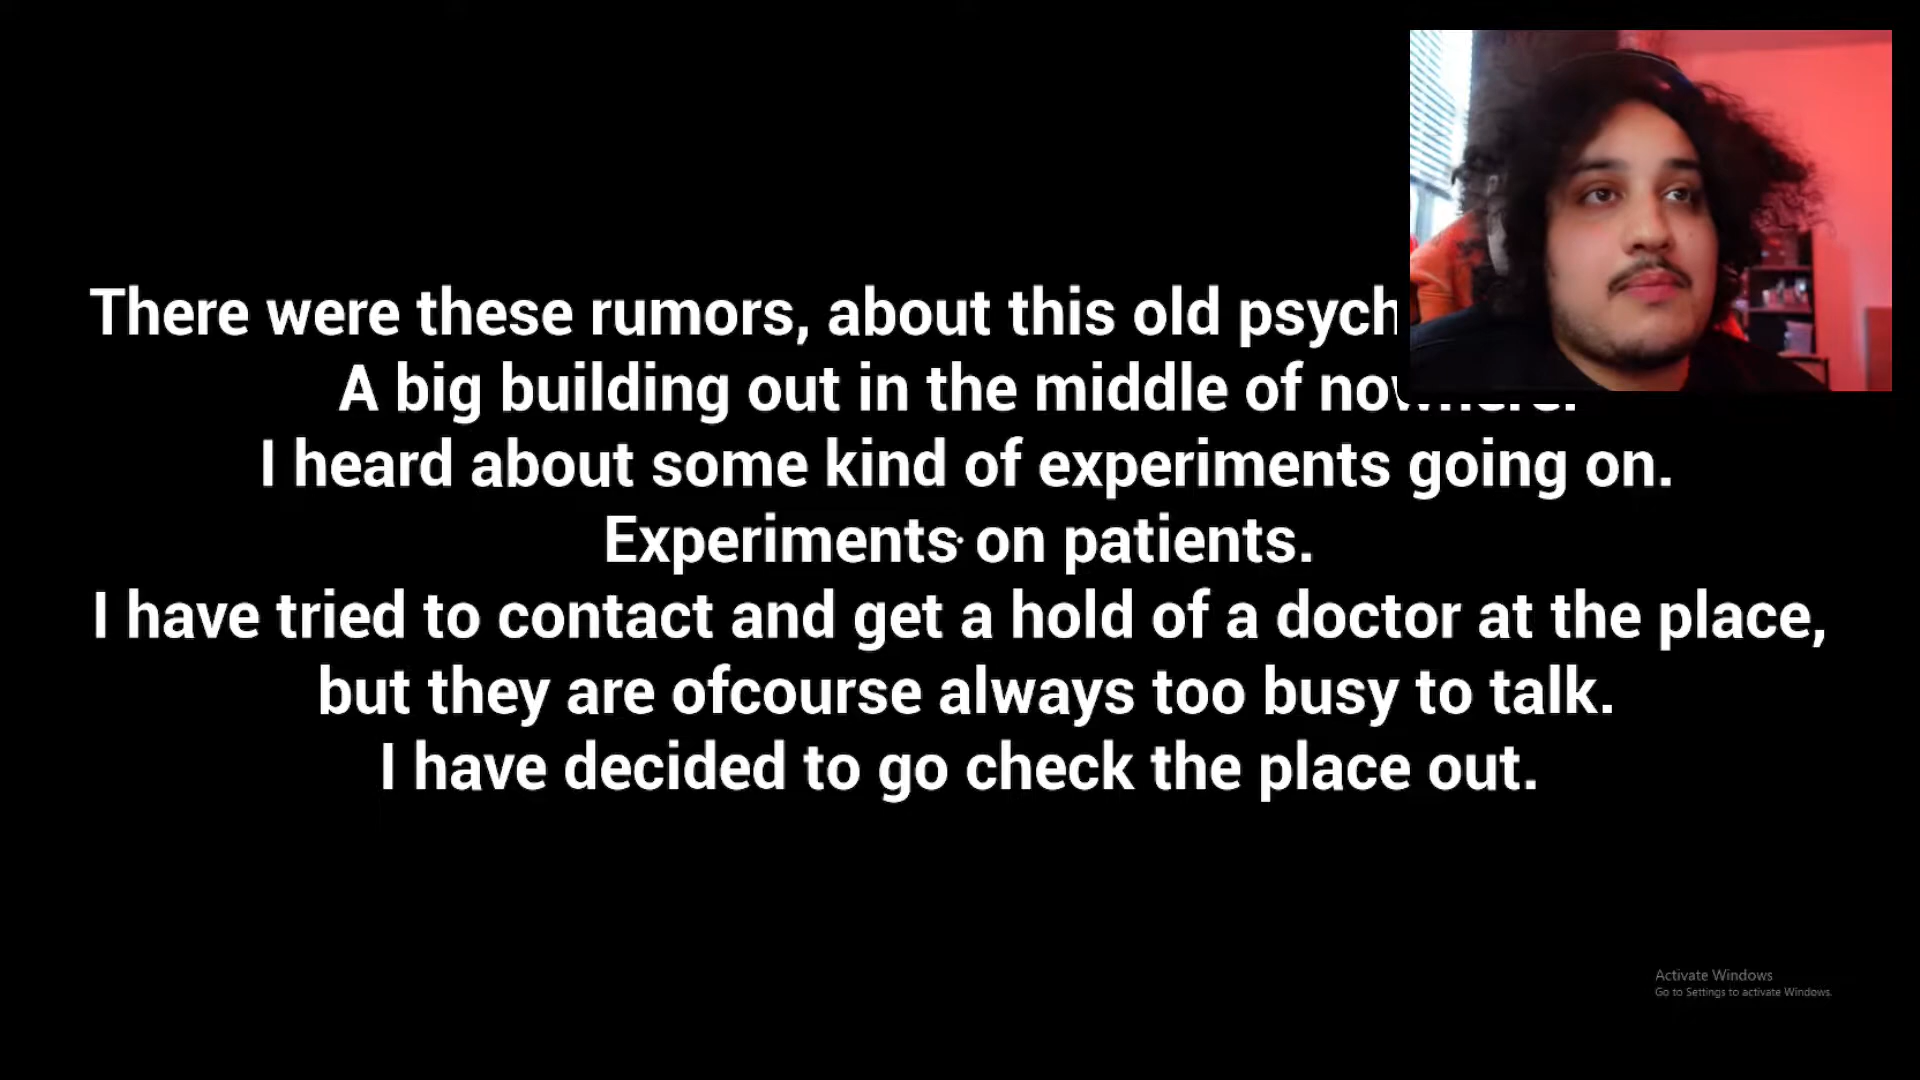 There were these rumors, about this old psych
A big building out in the middle of nowhere.
I heard about some kind of experiments going on.
Experiments on patients.
I have tried to contact and get a hold of a doctor at the place,
but they are ofcourse always too busy to talk.
I have decided to go check the place out.
Activate Windows
Go to Settings to activate Windows.